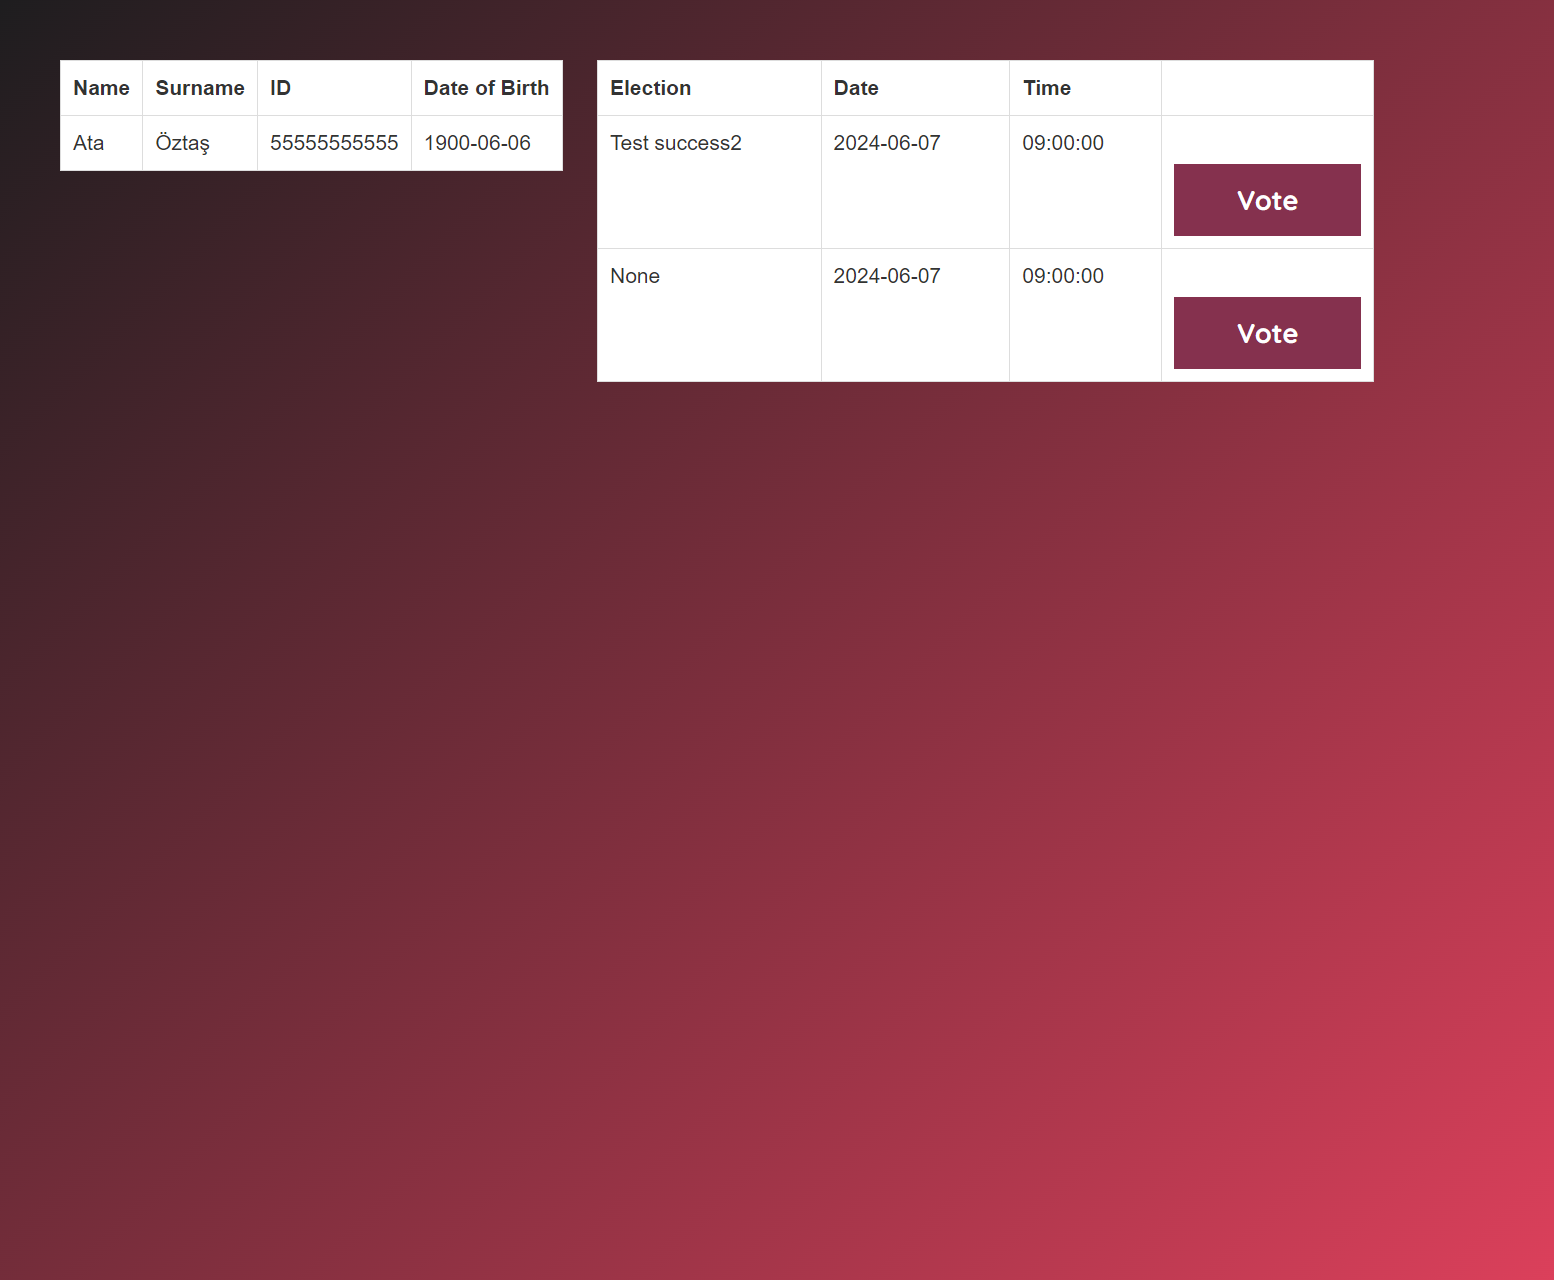 Name Surname ID Date of Birth
Ata Öztaş 55555555555 1900-06-06
Election Date Time
Test success2 2024-06-07 09:00:00
Vote
None 2024-06-07 09:00:00
Vote